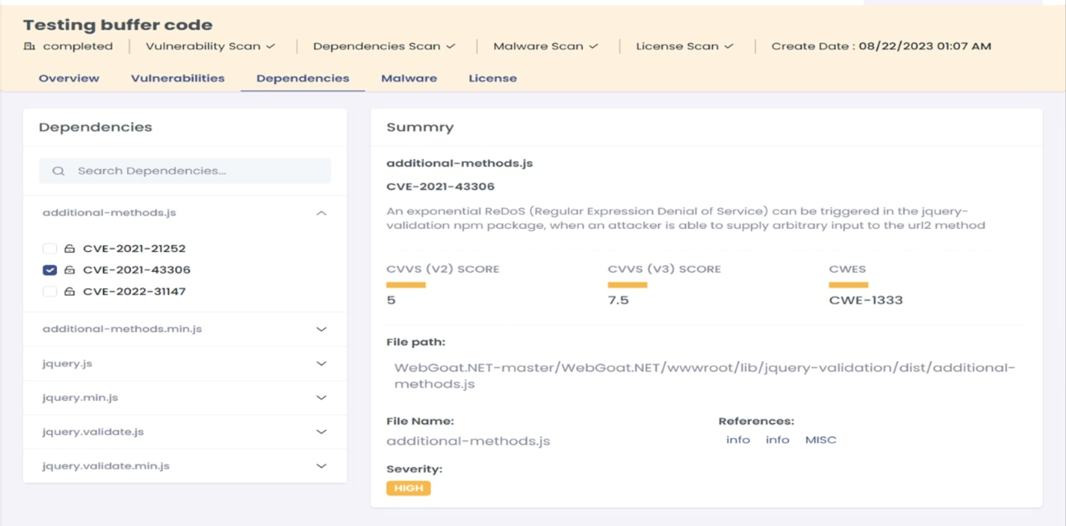 Testing buffer code
completed Vulnerability Scan Dependencies Scan Malware Scan License Scan Create Date : 08/22/2023 01:07 AM
Overview Vulnerabilities Dependencies Malware License
Dependencies
Search Dependencies...
additional-methods.js
CVE-2021-21252
CVE-2021-43306
CVE-2022-31147
additional-methods.min.js
jquery.js
jquery.min.js
jquery.validate.js
jquery.validate.min.js
Summry
additional-methods.js
CVE-2021-43306
An exponential ReDoS (Regular Expression Denial of Service) can be triggered in the jquery-
validation npm package, when an attacker is able to supply arbitrary input to the url2 method
CVVS (V2) SCORE CVVS (V3) SCORE CWES
5 7.5 CWE-1333
File path:
WebGoat.NET-master/WebGoat.NET/wwwroot/lib/jquery-validation/dist/additional-
methods.js
File Name: References:
additional-methods.js info info MISC
Severity:
HIGH